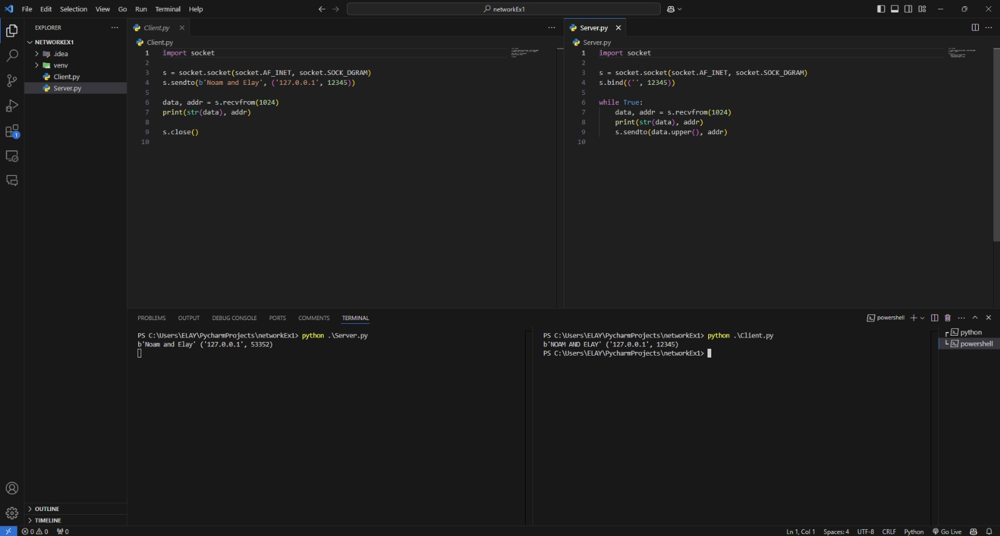 File Edit Selection View Go Run Terminal Help
networkEx1
EXPLORER
NETWORKEX1
.idea
venv
Client.py
Server.py
1
OUTLINE
TIMELINE
Client.py
Client.py
1 import socket
2
3 s = socket.socket(socket.AF_INET, socket.SOCK_DGRAM)
4 s.sendto(b'Noam and Elay', ('127.0.0.1', 12345))
5
6 data, addr = s.recvfrom(1024)
7 print(str(data), addr)
8
9 s.close()
10
Server.py
Server.py
1 import socket
2
3 s = socket.socket(socket.AF_INET, socket.SOCK_DGRAM)
4 s.bind(('', 12345))
5
6 while True:
7 data, addr = s.recvfrom(1024)
8 print(str(data), addr)
9 s.sendto(data.upper(), addr)
10
PROBLEMS OUTPUT DEBUG CONSOLE PORTS COMMENTS TERMINAL
powershell
PS C:\Users\ELAY\PycharmProjects\networkEx1> python .\Server.py
b'Noam and Elay' ('127.0.0.1', 53352)
PS C:\Users\ELAY\PycharmProjects\networkEx1> python .\Client.py
b'NOAM AND ELAY' ('127.0.0.1', 12345)
PS C:\Users\ELAY\PycharmProjects\networkEx1>
python
powershell
0 0 0
Ln 1, Col 1 Spaces: 4 UTF-8 CRLF Python Go Live